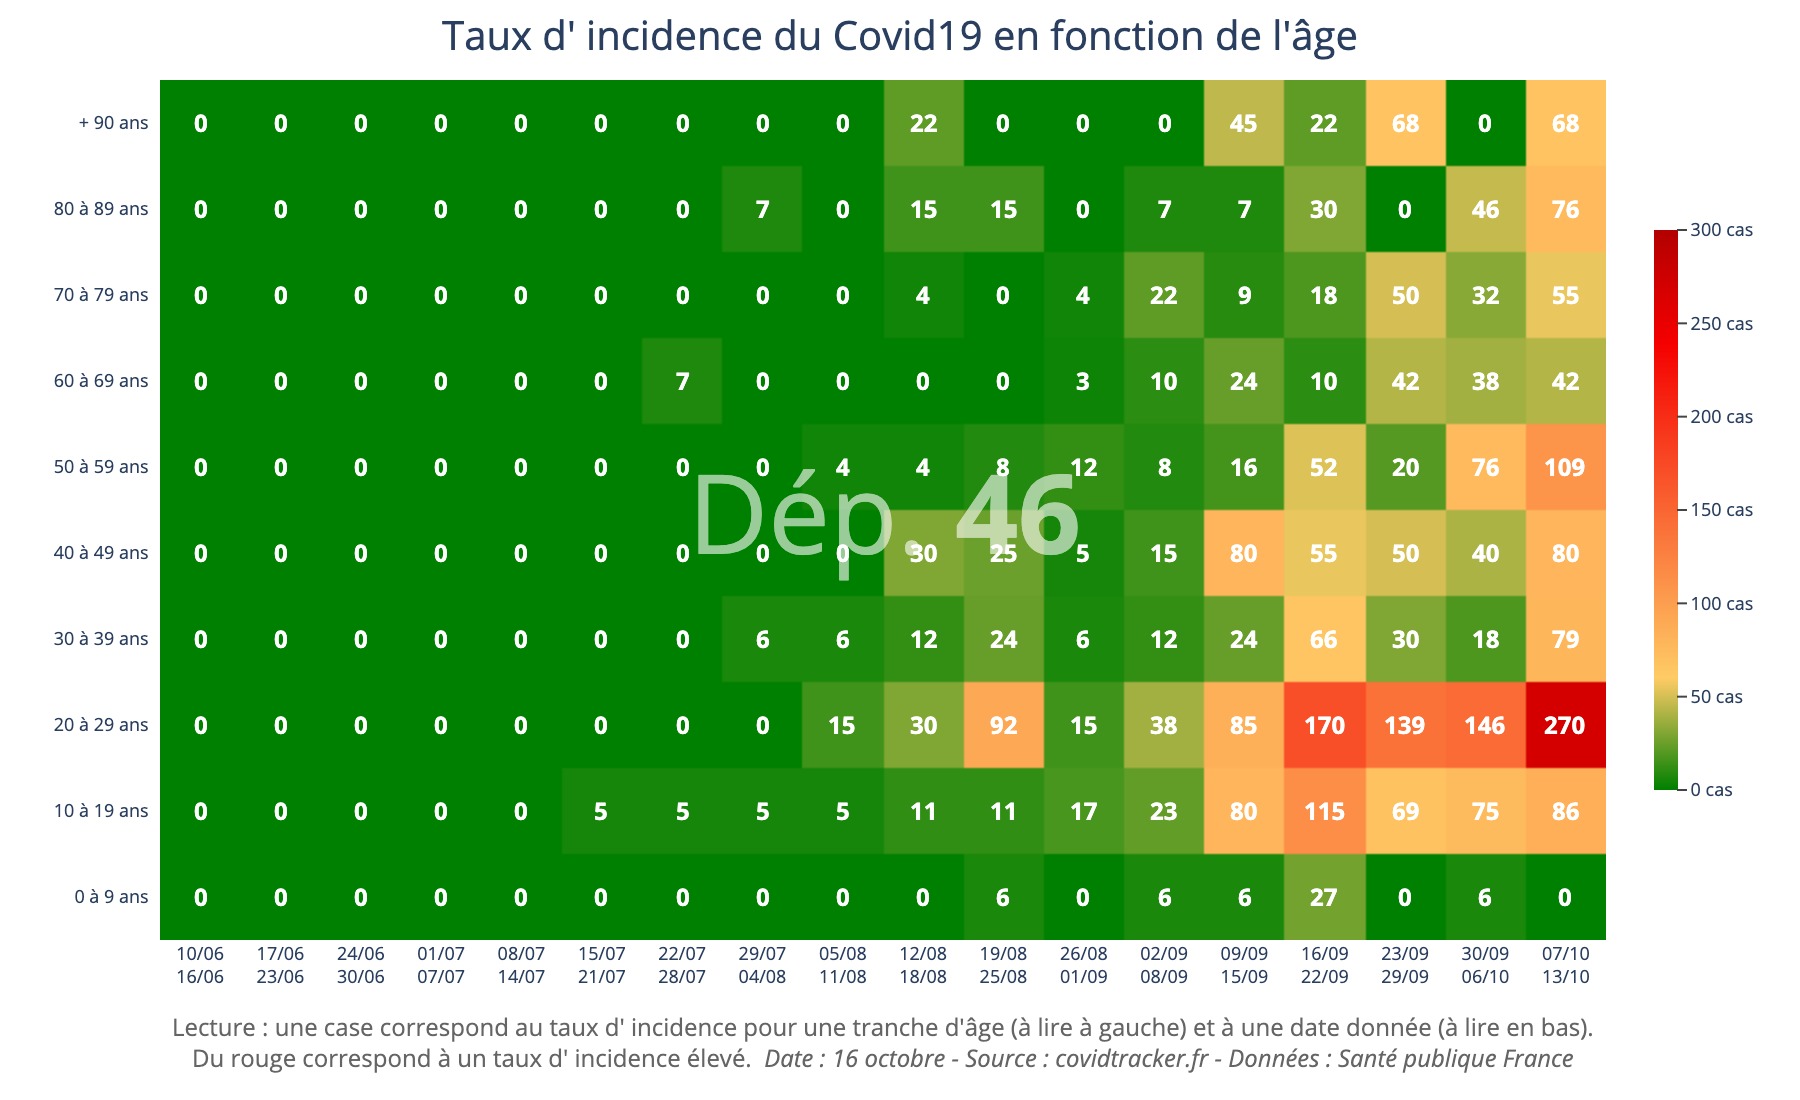 Taux d' incidence du Covid19 en fonction de l'âge
+ 90 ans 0 0 0 0 0 0 0 0 0 22 0 0 0 45 22 68 0 68
80 à 89 ans 0 0 0 0 0 0 0 7 0 15 15 0 7 7 30 0 46 76
70 à 79 ans 0 0 0 0 0 0 0 0 0 4 0 4 22 9 18 50 32 55
60 à 69 ans 0 0 0 0 0 0 7 0 0 0 0 3 10 24 10 42 38 42
50 à 59 ans 0 0 0 0 0 0 0 0 4 4 8 12 8 16 52 20 76 109
Dép. 46
40 à 49 ans 0 0 0 0 0 0 0 0 0 30 25 5 15 80 55 50 40 80
30 à 39 ans 0 0 0 0 0 0 0 6 6 12 24 6 12 24 66 30 18 79
20 à 29 ans 0 0 0 0 0 0 0 0 15 30 92 15 38 85 170 139 146 270
10 à 19 ans 0 0 0 0 0 5 5 5 5 11 11 17 23 80 115 69 75 86
0 à 9 ans 0 0 0 0 0 0 0 0 0 0 6 0 6 6 27 0 6 0
10/06 17/06 24/06 01/07 08/07 15/07 22/07 29/07 05/08 12/08 19/08 26/08 02/09 09/09 16/09 23/09 30/09 07/10
16/06 23/06 30/06 07/07 14/07 21/07 28/07 04/08 11/08 18/08 25/08 01/09 08/09 15/09 22/09 29/09 06/10 13/10
300 cas
250 cas
200 cas
150 cas
100 cas
50 cas
0 cas
Lecture : une case correspond au taux d' incidence pour une tranche d'âge (à lire à gauche) et à une date donnée (à lire en bas).
Du rouge correspond à un taux d' incidence élevé. Date : 16 octobre - Source : covidtracker.fr - Données : Santé publique France